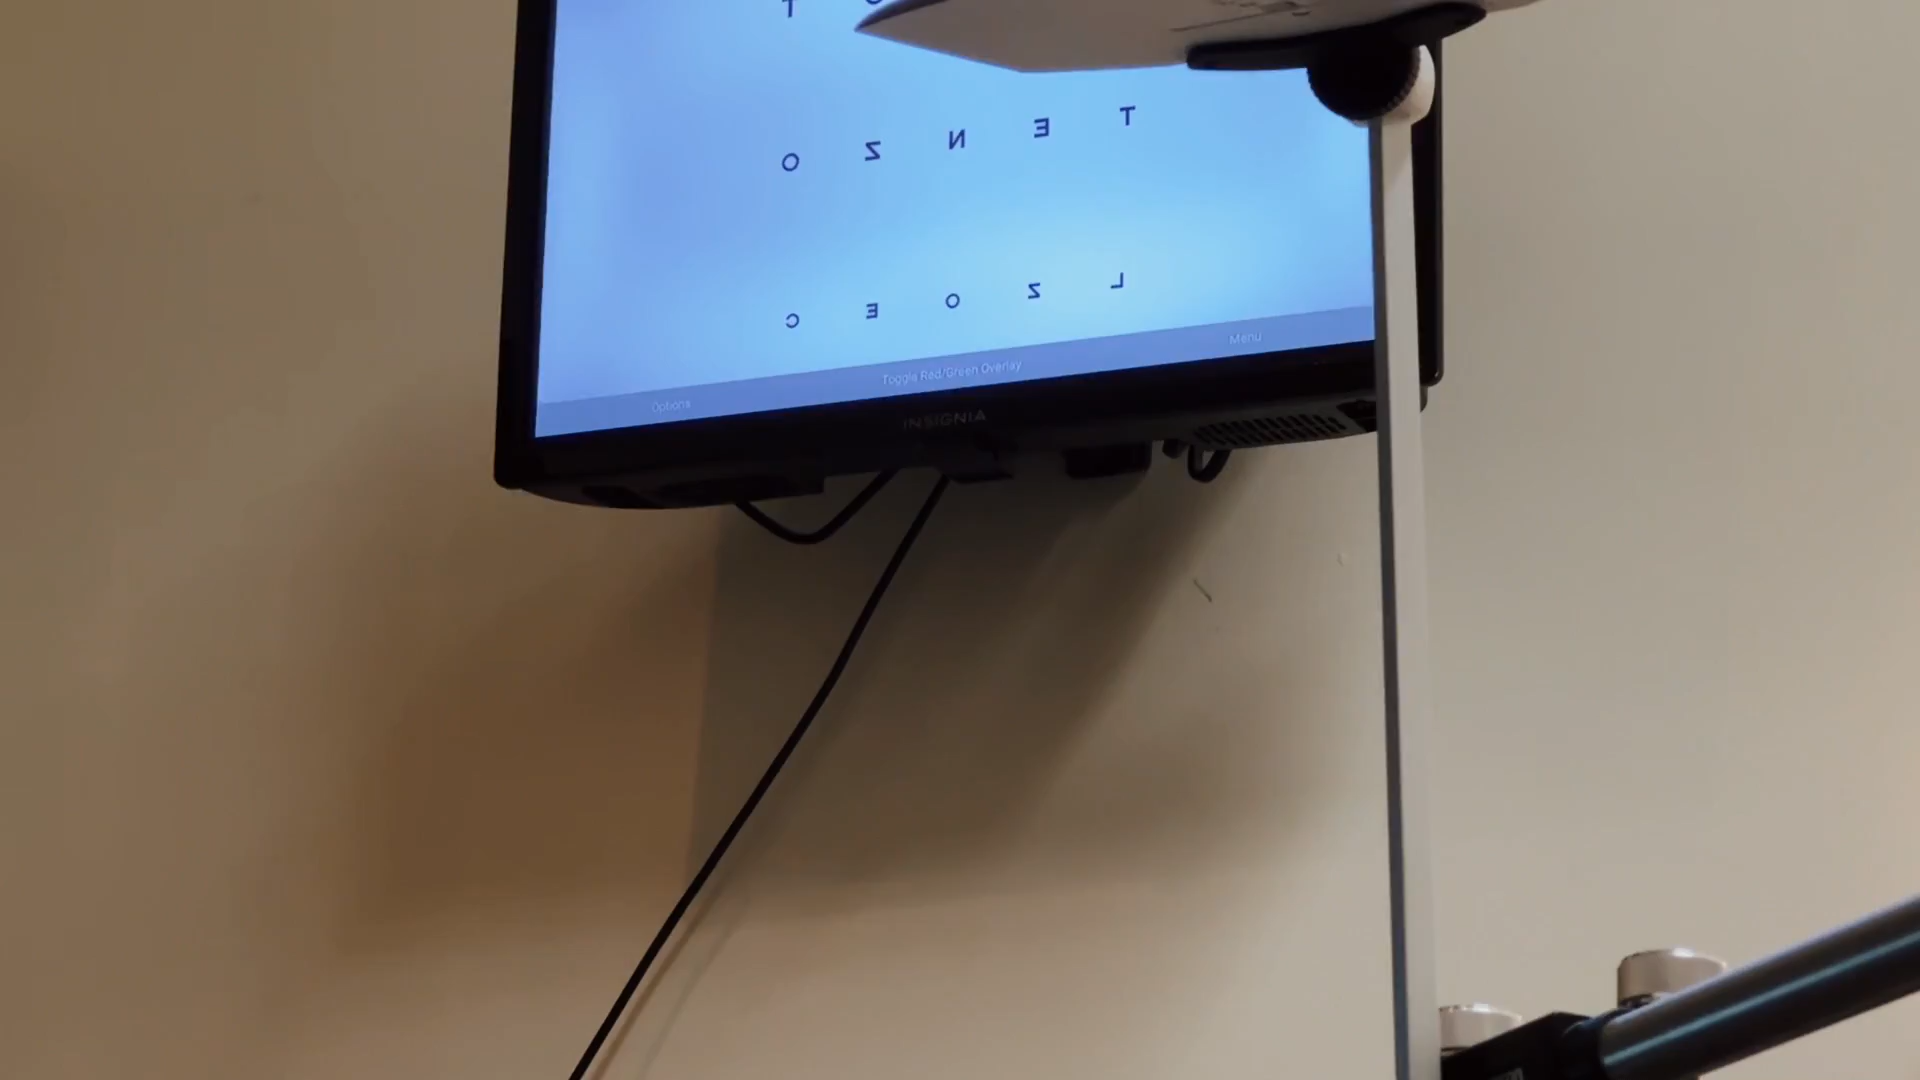 T E N Z O
L Z O E C
Options Toggle Red/Green Overlay Menu
INSIGNIA